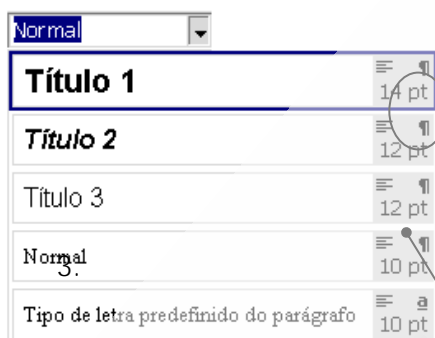 Normal
Título 1
14 pt
Título 2
12 pt
Título 3
12 pt
Normal
10 pt
3.
Tipo de letra predefinido do parágrafo
a
10 pt